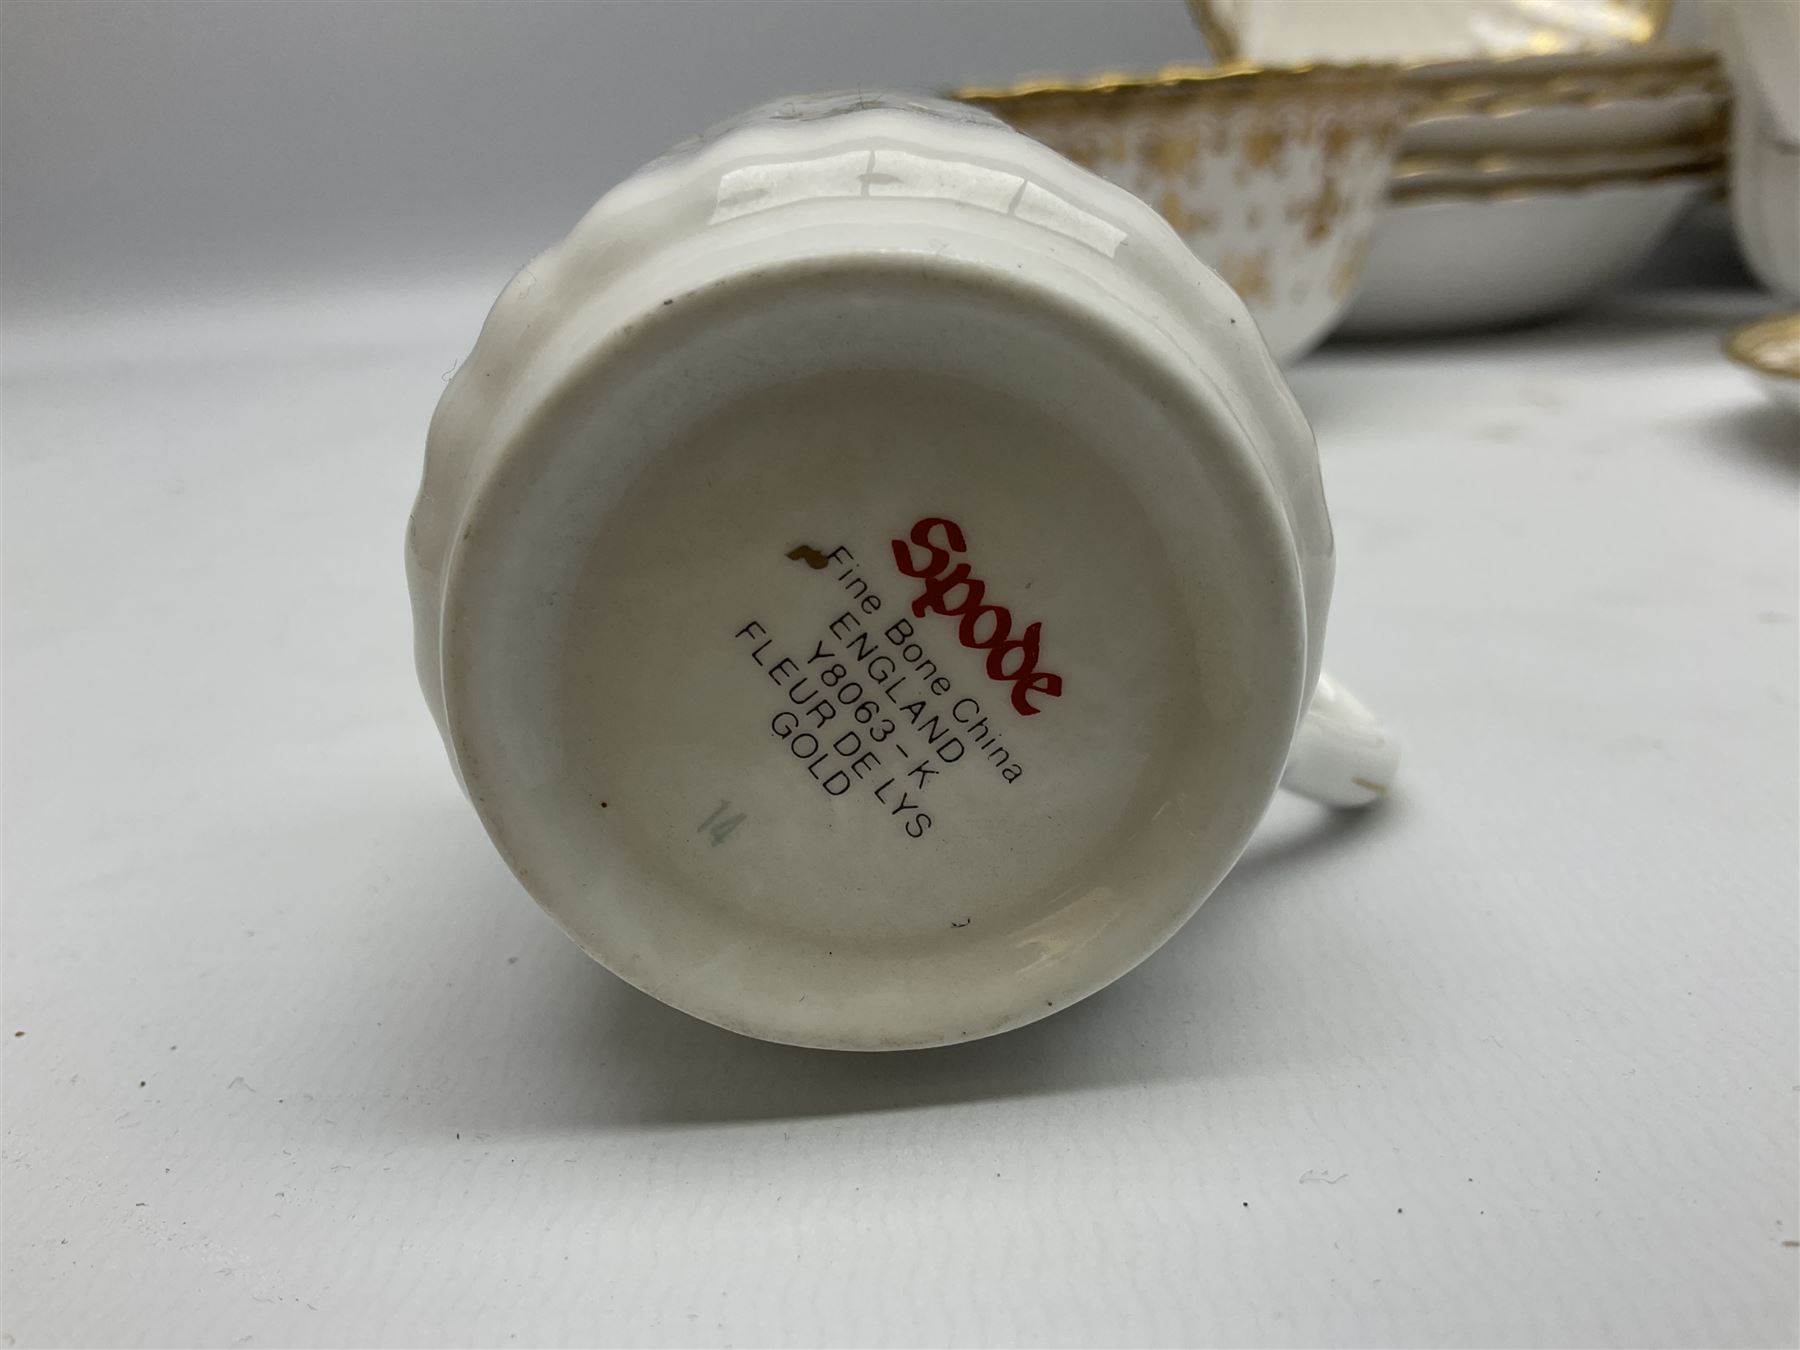 Spode
Fine Bone China
ENGLAND
Y8063-K
FLEUR DE LYS
GOLD
14